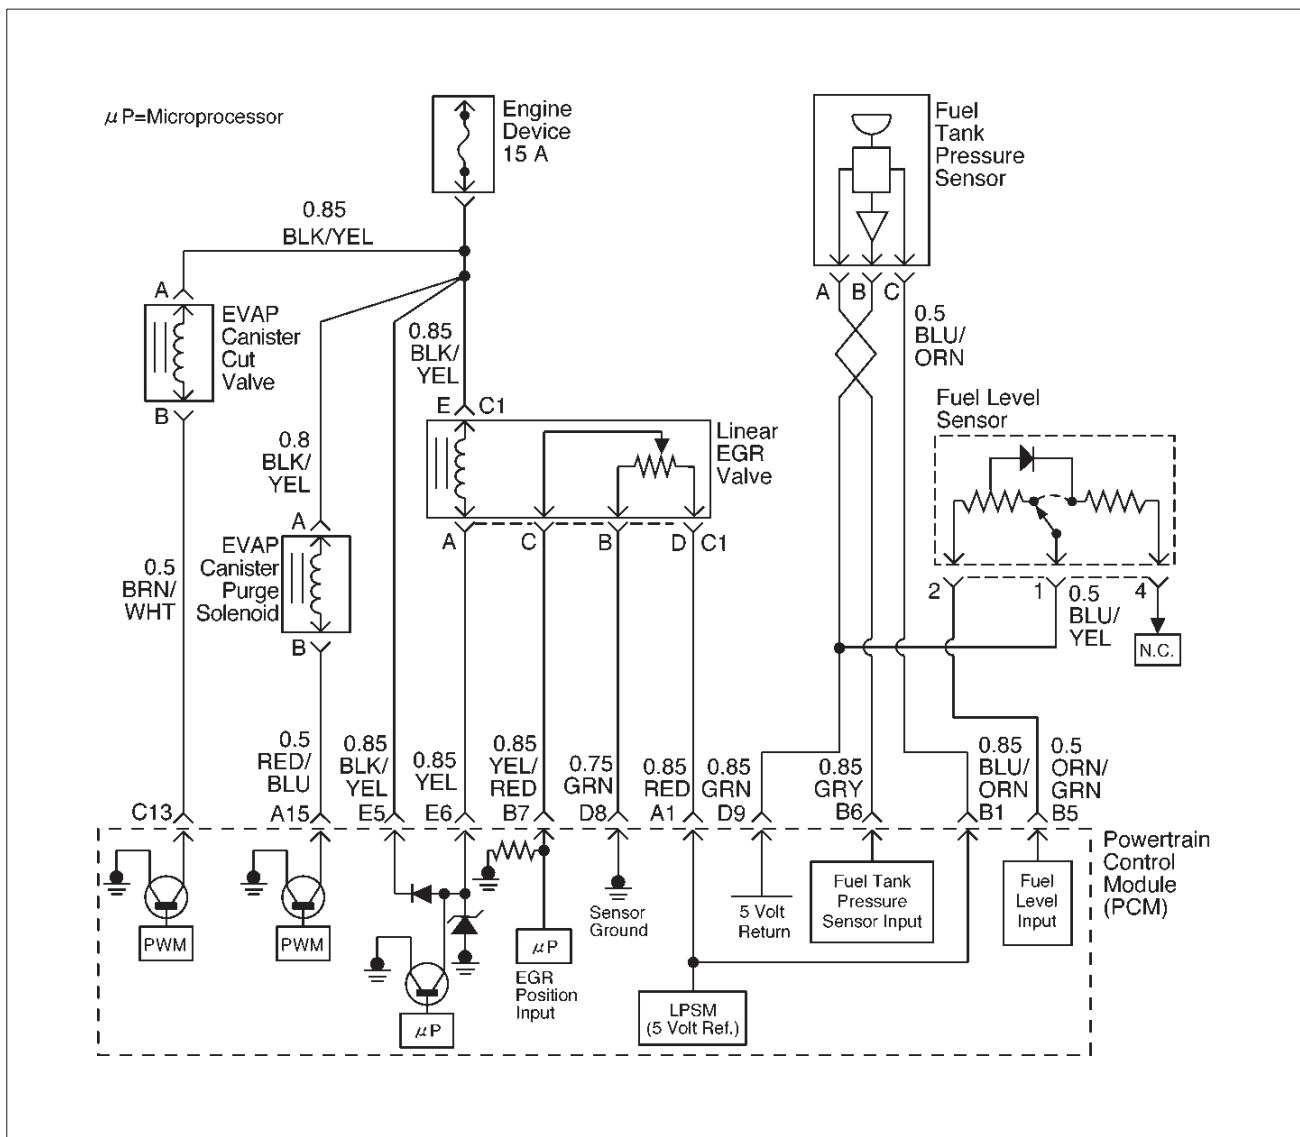 μP=Microprocessor
Engine
Device
15 A
Fuel
Tank
Pressure
Sensor
0.85
BLK/YEL
A
EVAP
Canister
Cut
Valve
B
0.85
BLK/
YEL
E
C1
Linear
EGR
Valve
A
B
C
0.5
BLU/
ORN
Fuel Level
Sensor
0.8
BLK/
YEL
A
EVAP
Canister
Purge
Solenoid
B
A
C
B
D
C1
0.5
BRN/
WHT
2
1
0.5
BLU/
YEL
4
N.C.
0.5
RED/
BLU
0.85
BLK/
YEL
0.85
YEL
0.85
YEL/
RED
0.75
GRN
0.85
RED
0.85
GRN
0.85
GRY
0.85
BLU/
ORN
0.5
ORN/
GRN
C13
A15
E5
E6
B7
D8
A1
D9
B6
B1
B5
Powertrain
Control
Module
(PCM)
PWM
PWM
μP
μP
EGR
Position
Input
Sensor
Ground
LPSM
(5 Volt Ref.)
5 Volt
Return
Fuel Tank
Pressure
Sensor Input
Fuel
Level
Input